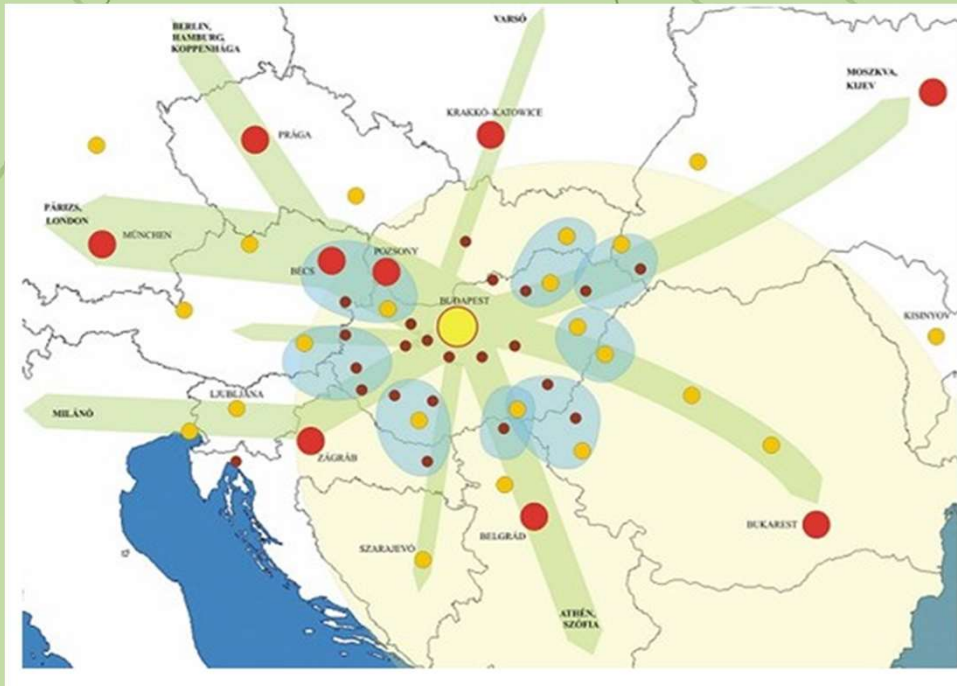 BERLIN,
HAMBURG,
KOPPENHÁGA
VARSÓ
MOSZKVA,
KIJEV
KRAKKÓ-KATOWICE
PRÁGA
PÁRIZS,
LONDON
MÜNCHEN
POZSONY
BÉCS
BUDAPEST
KISINYOV
LJUBLJANA
MILÁNÓ
ZÁGRÁB
BUKAREST
BELGRÁD
SZARAJEVÓ
ATHÉN,
SZÓFIA